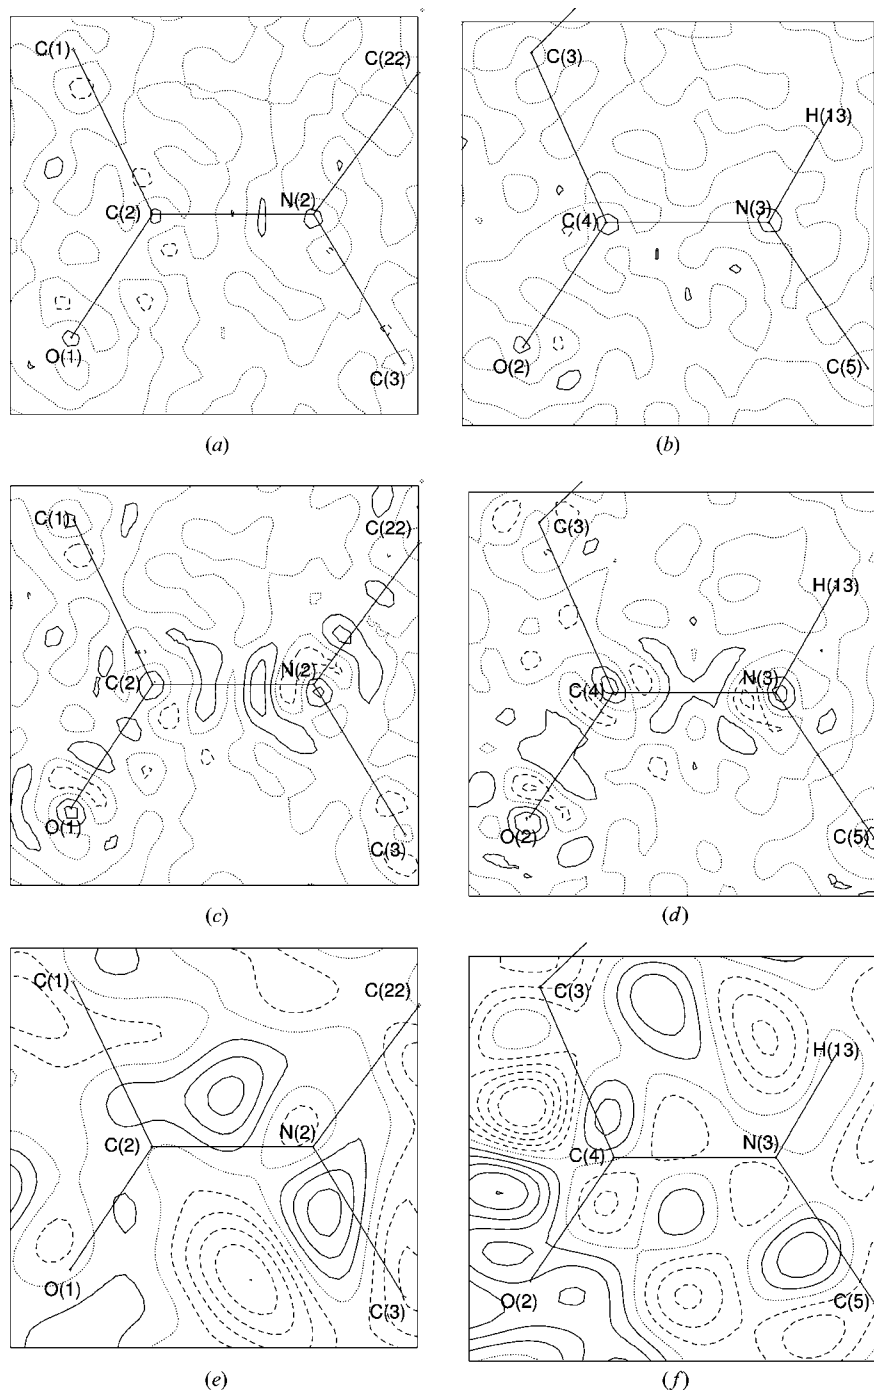 C(1) C(22)
C(2) N(2)
O(1) C(3)
(a)
C(3)
H(13)
C(4) N(3)
O(2) C(5)
(b)
C(1) C(22)
C(2) N(2)
O(1) C(3)
(c)
C(3)
H(13)
C(4) N(3)
O(2) C(5)
(d)
C(1) C(22)
C(2) N(2)
O(1) C(3)
(e)
C(3)
H(13)
C(4) N(3)
O(2) C(5)
(f)